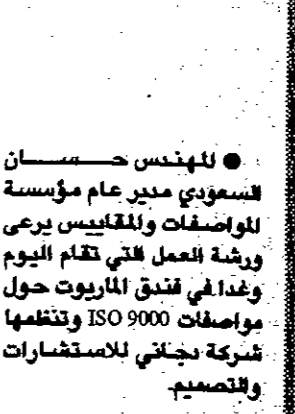 ● المهندس حسان
السعودي مدير عام مؤسسة
المواصفات والمقاييس يرعى
ورشة العمل التي تقام اليوم
وغدا في فندق الماريوت حول
مواصفات ISO 9000 وتنظمها
شركة دجاني للاستشارات
والتصميم.